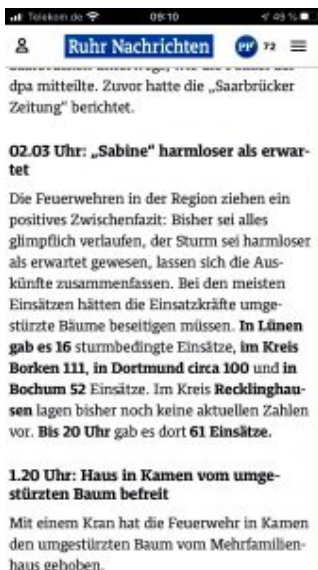 Telekom.de 09:10 49 %
Ruhr Nachrichten PP 72
dpa mitteilte. Zuvor hatte die „Saarbrücker
Zeitung“ berichtet.
02.03 Uhr: „Sabine“ harmloser als erwar-
tet
Die Feuerwehren in der Region ziehen ein
positives Zwischenfazit: Bisher sei alles
glimpflich verlaufen, der Sturm sei harmloser
als erwartet gewesen, lassen sich die Aus-
künfte zusammenfassen. Bei den meisten
Einsätzen hätten die Einsatzkräfte umge-
stürzte Bäume beseitigen müssen. In Lünen
gab es 16 sturmbedingte Einsätze, im Kreis
Borken 111, in Dortmund circa 100 und in
Bochum 52 Einsätze. Im Kreis Recklinghau-
sen lagen bisher noch keine aktuellen Zahlen
vor. Bis 20 Uhr gab es dort 61 Einsätze.
1.20 Uhr: Haus in Kamen vom umge-
stürzten Baum befreit
Mit einem Kran hat die Feuerwehr in Kamen
den umgestürzten Baum vom Mehrfamilien-
haus gehoben.